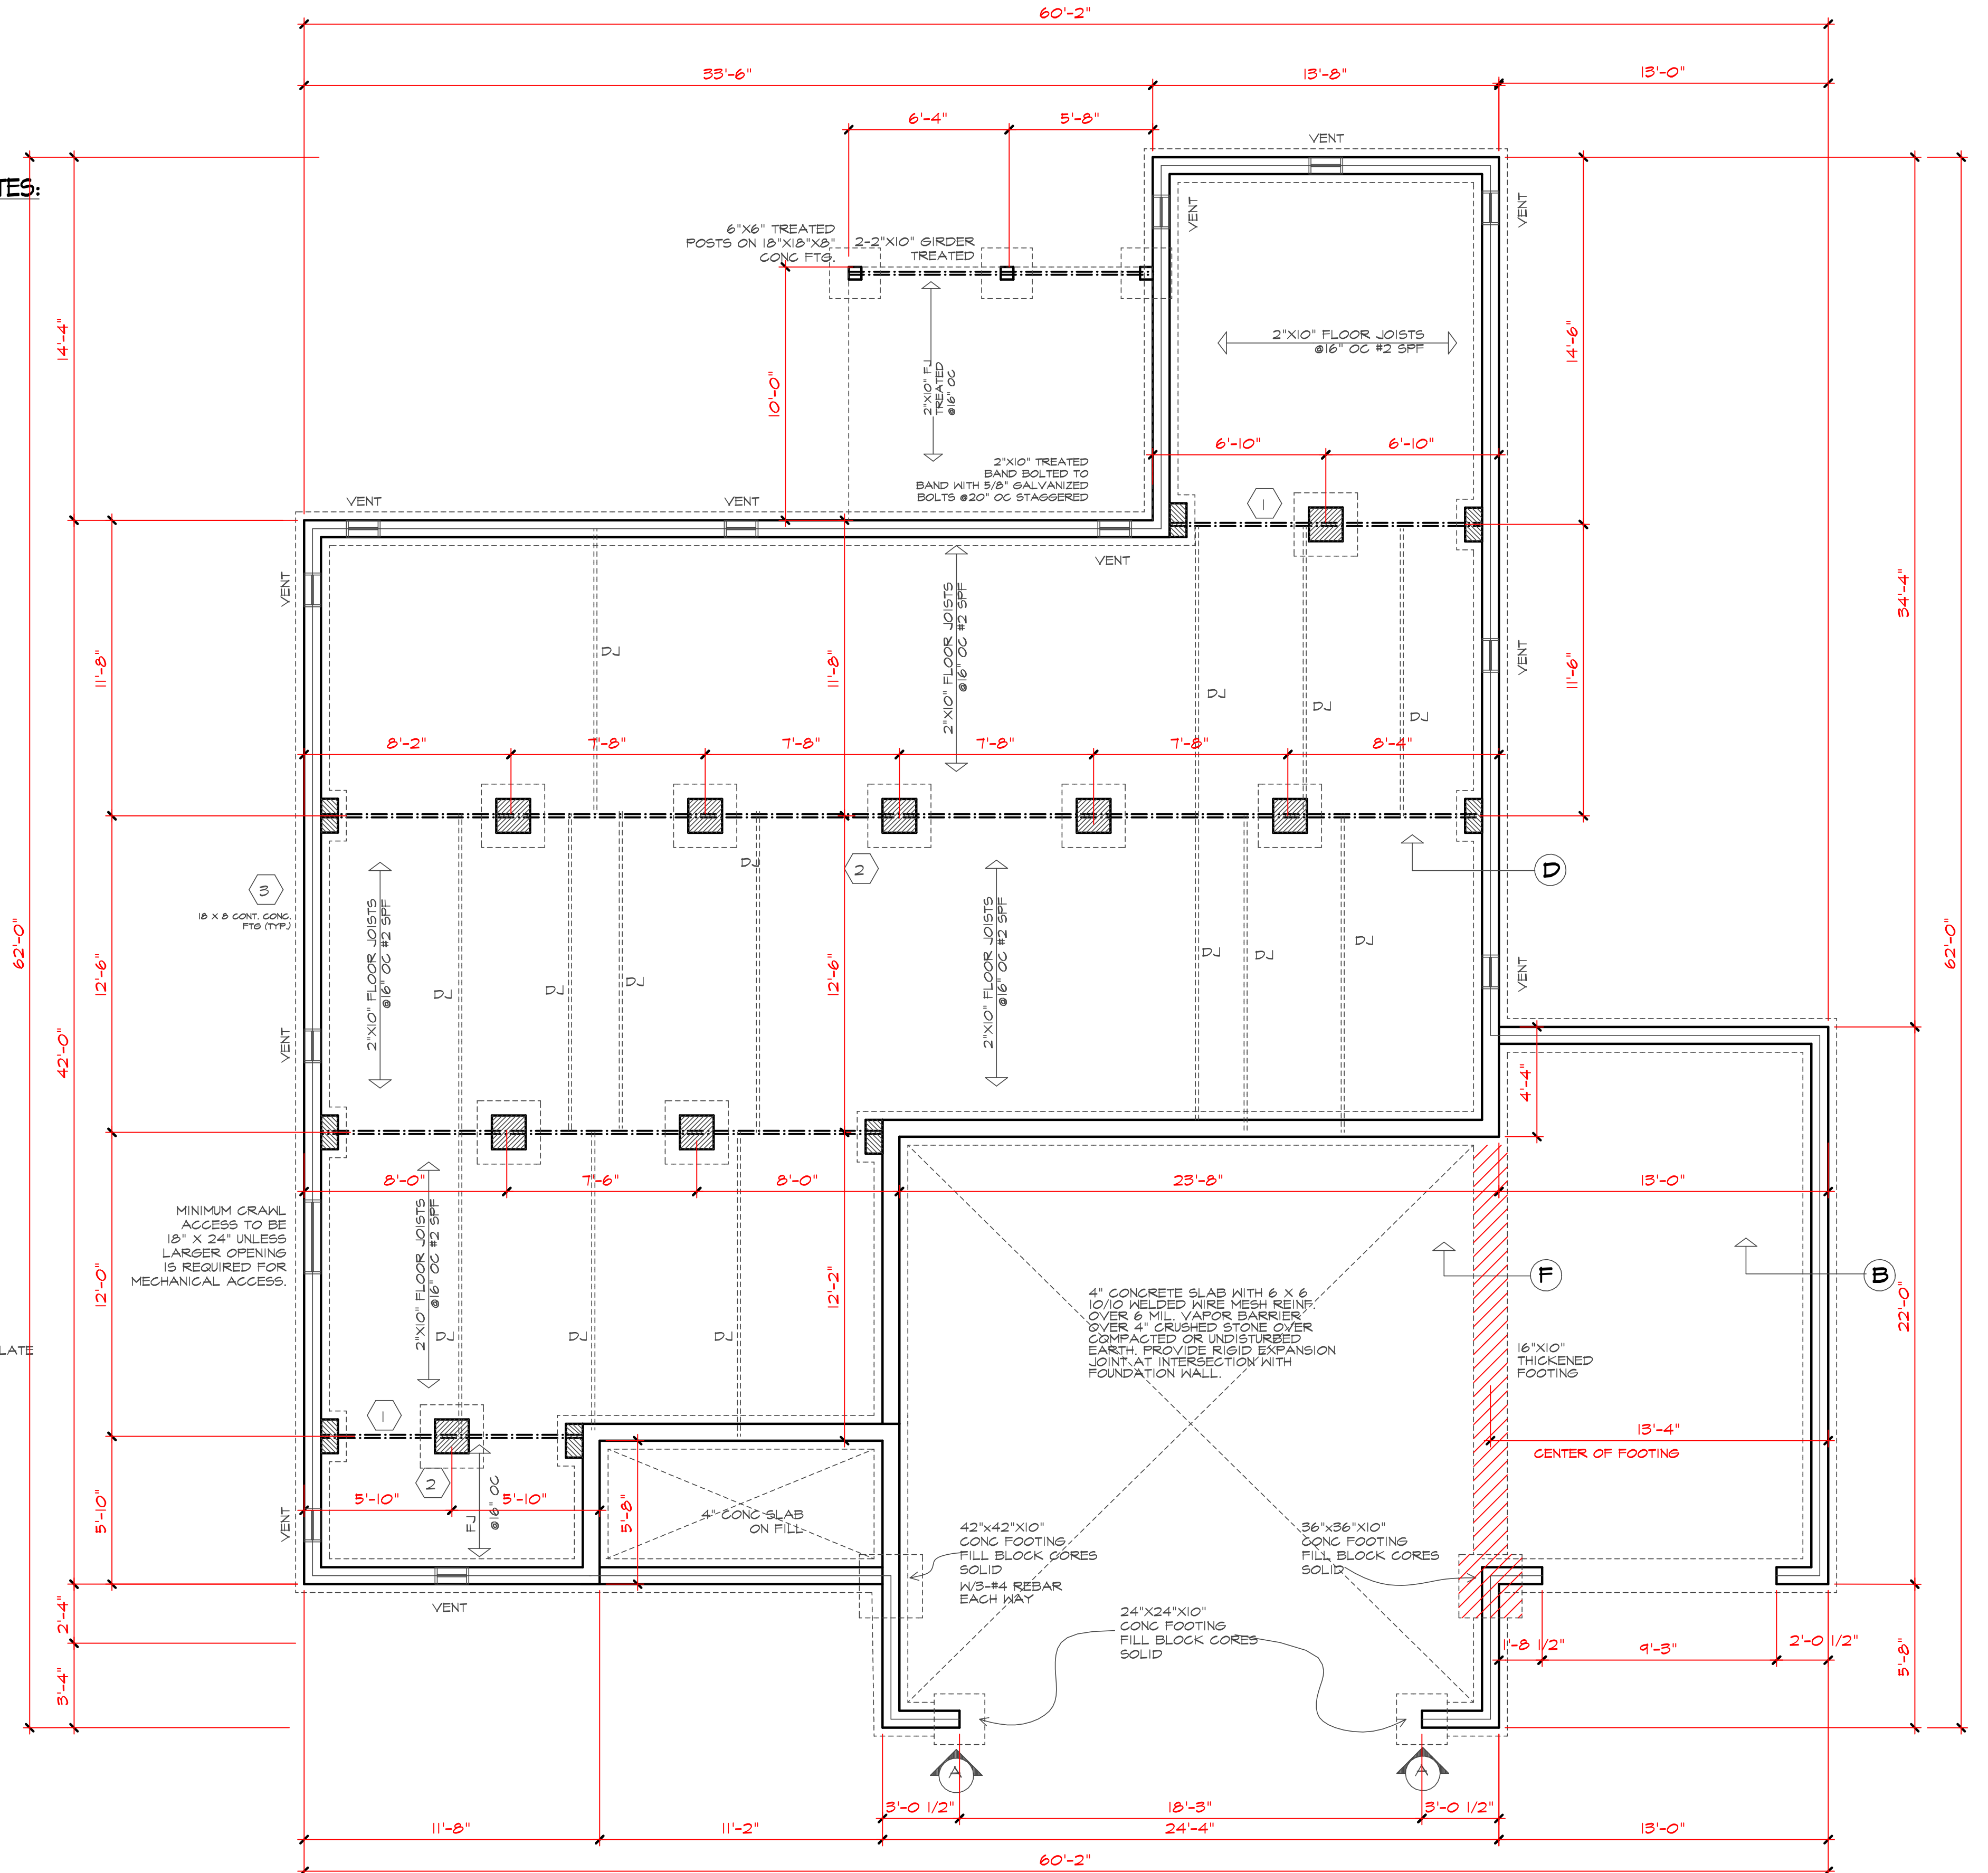 60'-2"
33'-6"
13'-8"
13'-0"
6'-4"
5'-8"
VENT
TES:
6"X6" TREATED
POSTS ON 18"X18"X8"
CONC FTG.
2-2"X10" GIRDER
TREATED
VENT
VENT
14'-4"
10'-0"
2"X10" FJ
TREATED
@16" OC
2"X10" FLOOR JOISTS
@16" OC #2 SPF
14'-6"
6'-10"
6'-10"
2"X10" TREATED
BAND BOLTED TO
BAND WITH 5/8" GALVANIZED
BOLTS @20" OC STAGGERED
VENT
VENT
1
VENT
VENT
11'-8"
DJ
11'-8"
2"X10" FLOOR JOISTS
@16" OC #2 SPF
DJ
DJ
DJ
VENT
11'-6"
34'-4"
8'-2"
7'-8"
7'-8"
7'-8"
7'-8"
8'-4"
DJ
2
D
3
18 X 8 CONT. CONC.
FTG (TYP.)
62'-0"
42'-0"
12'-6"
2"X10" FLOOR JOISTS
@16" OC #2 SPF
DJ
DJ
DJ
12'-6"
2"X10" FLOOR JOISTS
@16" OC #2 SPF
DJ
DJ
DJ
VENT
62'-0"
VENT
4'-4"
8'-0"
7'-6"
8'-0"
23'-8"
13'-0"
MINIMUM CRAWL
ACCESS TO BE
18" X 24" UNLESS
LARGER OPENING
IS REQUIRED FOR
MECHANICAL ACCESS.
12'-0"
2"X10" FLOOR JOISTS
@16" OC #2 SPF
12'-2"
F
B
22'-0"
4" CONCRETE SLAB WITH 6 X 6
10/10 WELDED WIRE MESH REINF.
OVER 6 MIL. VAPOR BARRIER
OVER 4" CRUSHED STONE OVER
COMPACTED OR UNDISTURBED
EARTH. PROVIDE RIGID EXPANSION
JOINT AT INTERSECTION WITH
FOUNDATION WALL.
LATE
DJ
DJ
DJ
16"X10"
THICKENED
FOOTING
1
13'-4"
CENTER OF FOOTING
2
5'-10"
5'-10"
5'-10"
VENT
FJ
@16" OC
5'-8"
4" CONC SLAB
ON FILL
42"x42"X10"
CONC FOOTING
FILL BLOCK CORES
SOLID
W/3-#4 REBAR
EACH WAY
36"x36"X10"
CONC FOOTING
FILL BLOCK CORES
SOLID
VENT
2'-4"
24"X24"X10"
CONC FOOTING
FILL BLOCK CORES
SOLID
1'-8 1/2"
9'-3"
2'-0 1/2"
5'-8"
3'-4"
A
A
3'-0 1/2"
18'-3"
3'-0 1/2"
11'-8"
11'-2"
24'-4"
13'-0"
60'-2"